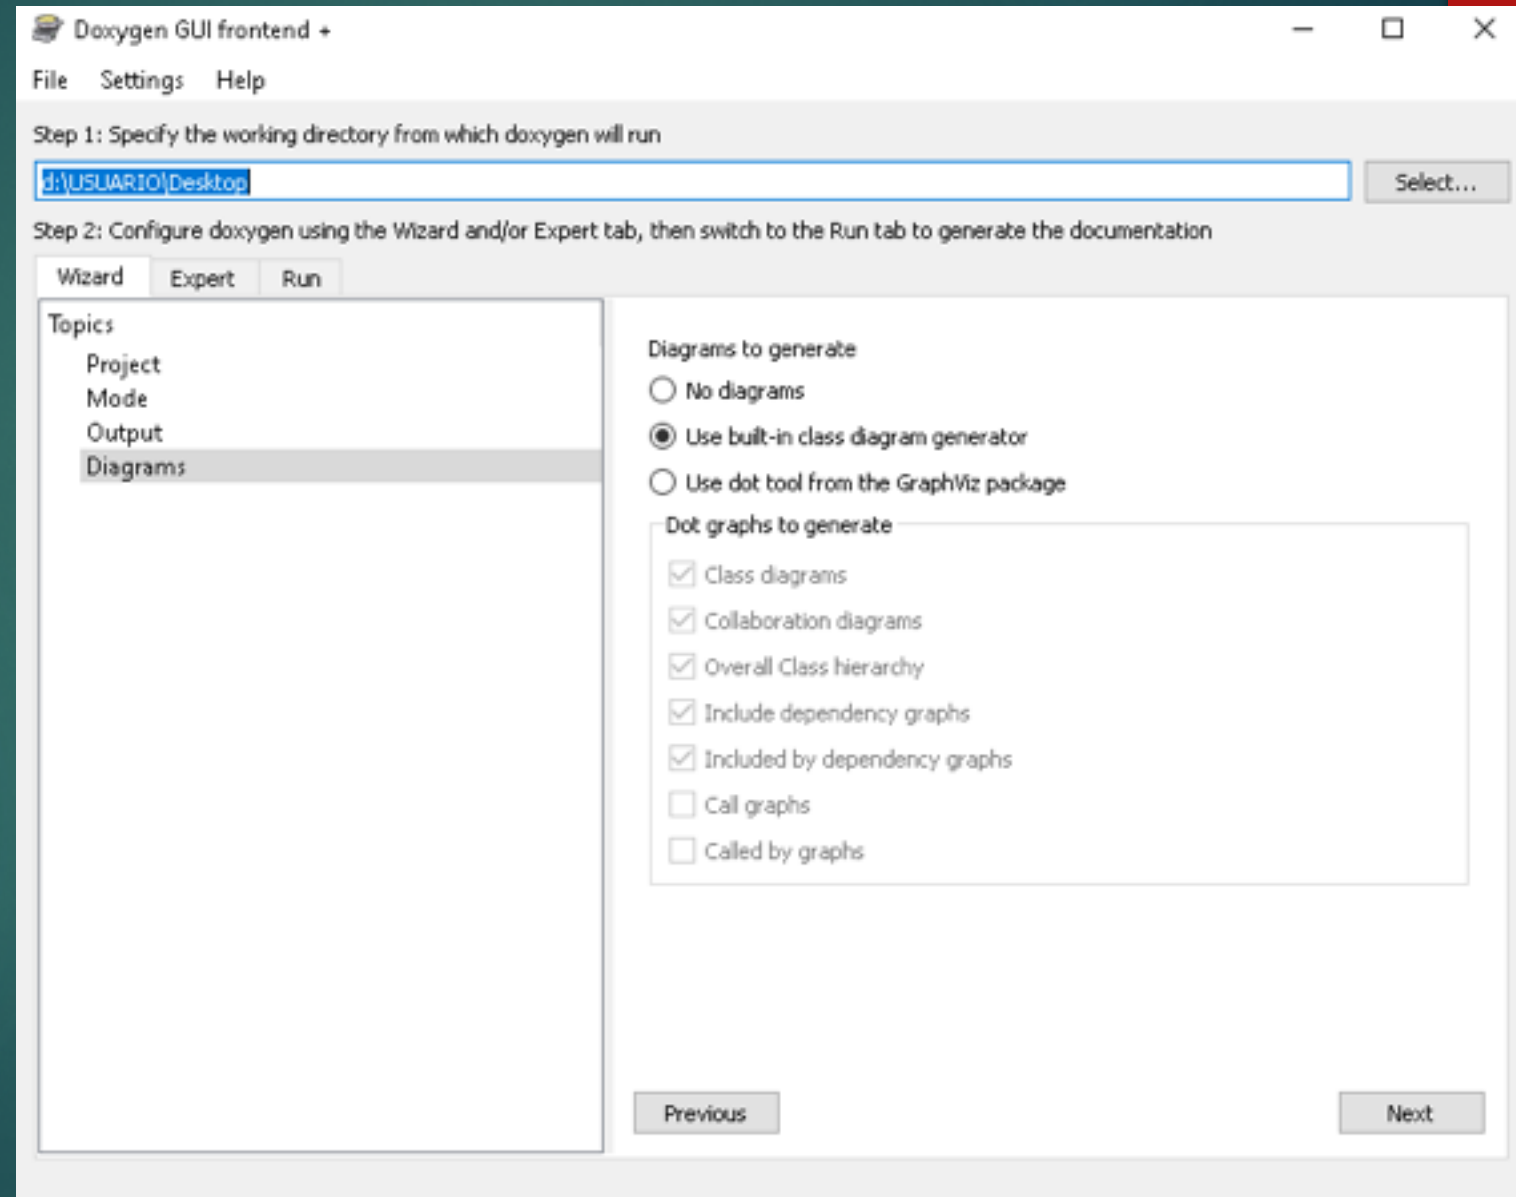 Doxygen GUI frontend +
File Settings Help
Step 1: Specify the working directory from which doxygen will run
d:\USUARIO\Desktop
Select...
Step 2: Configure doxygen using the Wizard and/or Expert tab, then switch to the Run tab to generate the documentation
Wizard Expert Run
Topics
Project
Mode
Output
Diagrams
Diagrams to generate
No diagrams
Use built-in class diagram generator
Use dot tool from the GraphViz package
Dot graphs to generate
Class diagrams
Collaboration diagrams
Overall Class hierarchy
Include dependency graphs
Included by dependency graphs
Call graphs
Called by graphs
Previous
Next